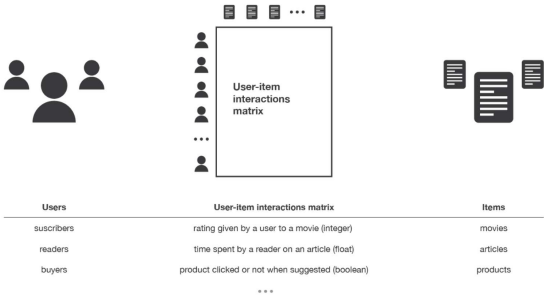 User-item
interactions
matrix
Users User-item interactions matrix Items
suscribers rating given by a user to a movie (integer) movies
readers time spent by a reader on an article (float) articles
buyers product clicked or not when suggested (boolean) products